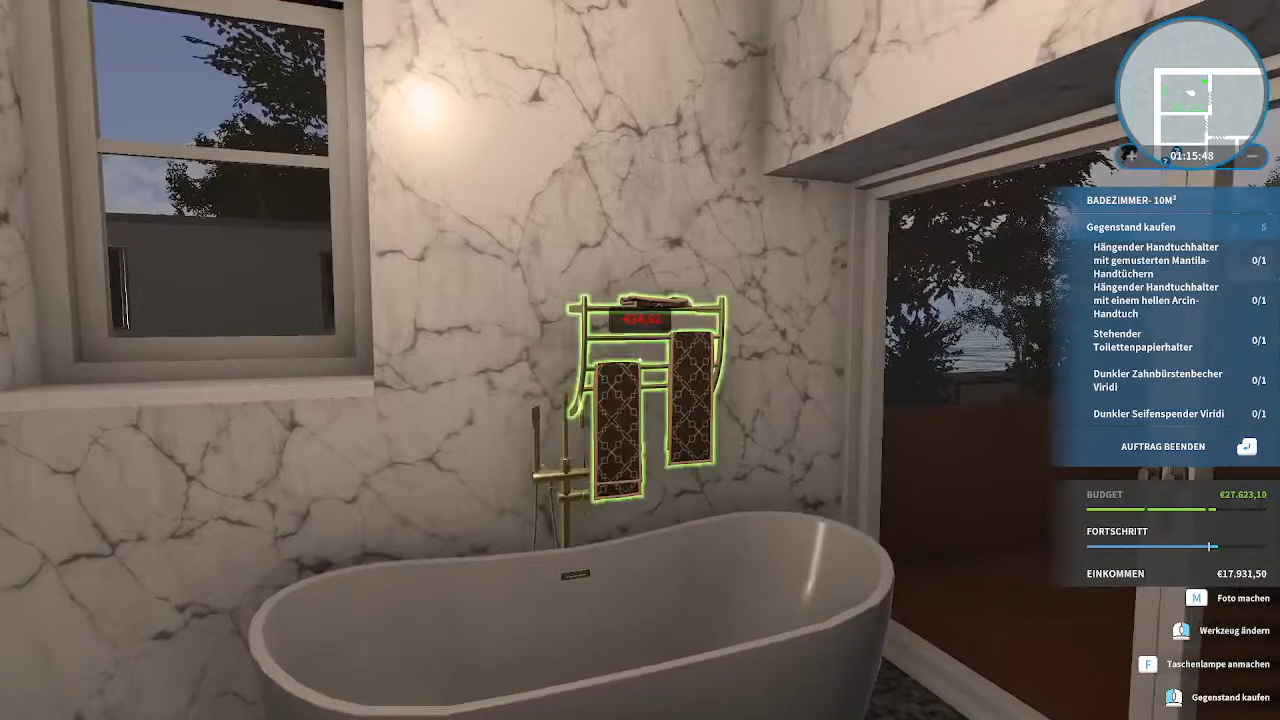 01:15:48
BADEZIMMER- 10M²
Gegenstand kaufen 5
Hängender Handtuchhalter
mit gemusterten Mantila-
Handtüchern
0/1
Hängender Handtuchhalter
mit einem hellen Arcin-
Handtuch
0/1
Stehender
Toilettenpapierhalter
0/1
Dunkler Zahnbürstenbecher
Viridi
0/1
Dunkler Seifenspender Viridi 0/1
AUFTRAG BEENDEN
€34,62
BUDGET €27.623,10
FORTSCHRITT
EINKOMMEN €17.931,50
M Foto machen
Werkzeug ändern
F Taschenlampe anmachen
Gegenstand kaufen